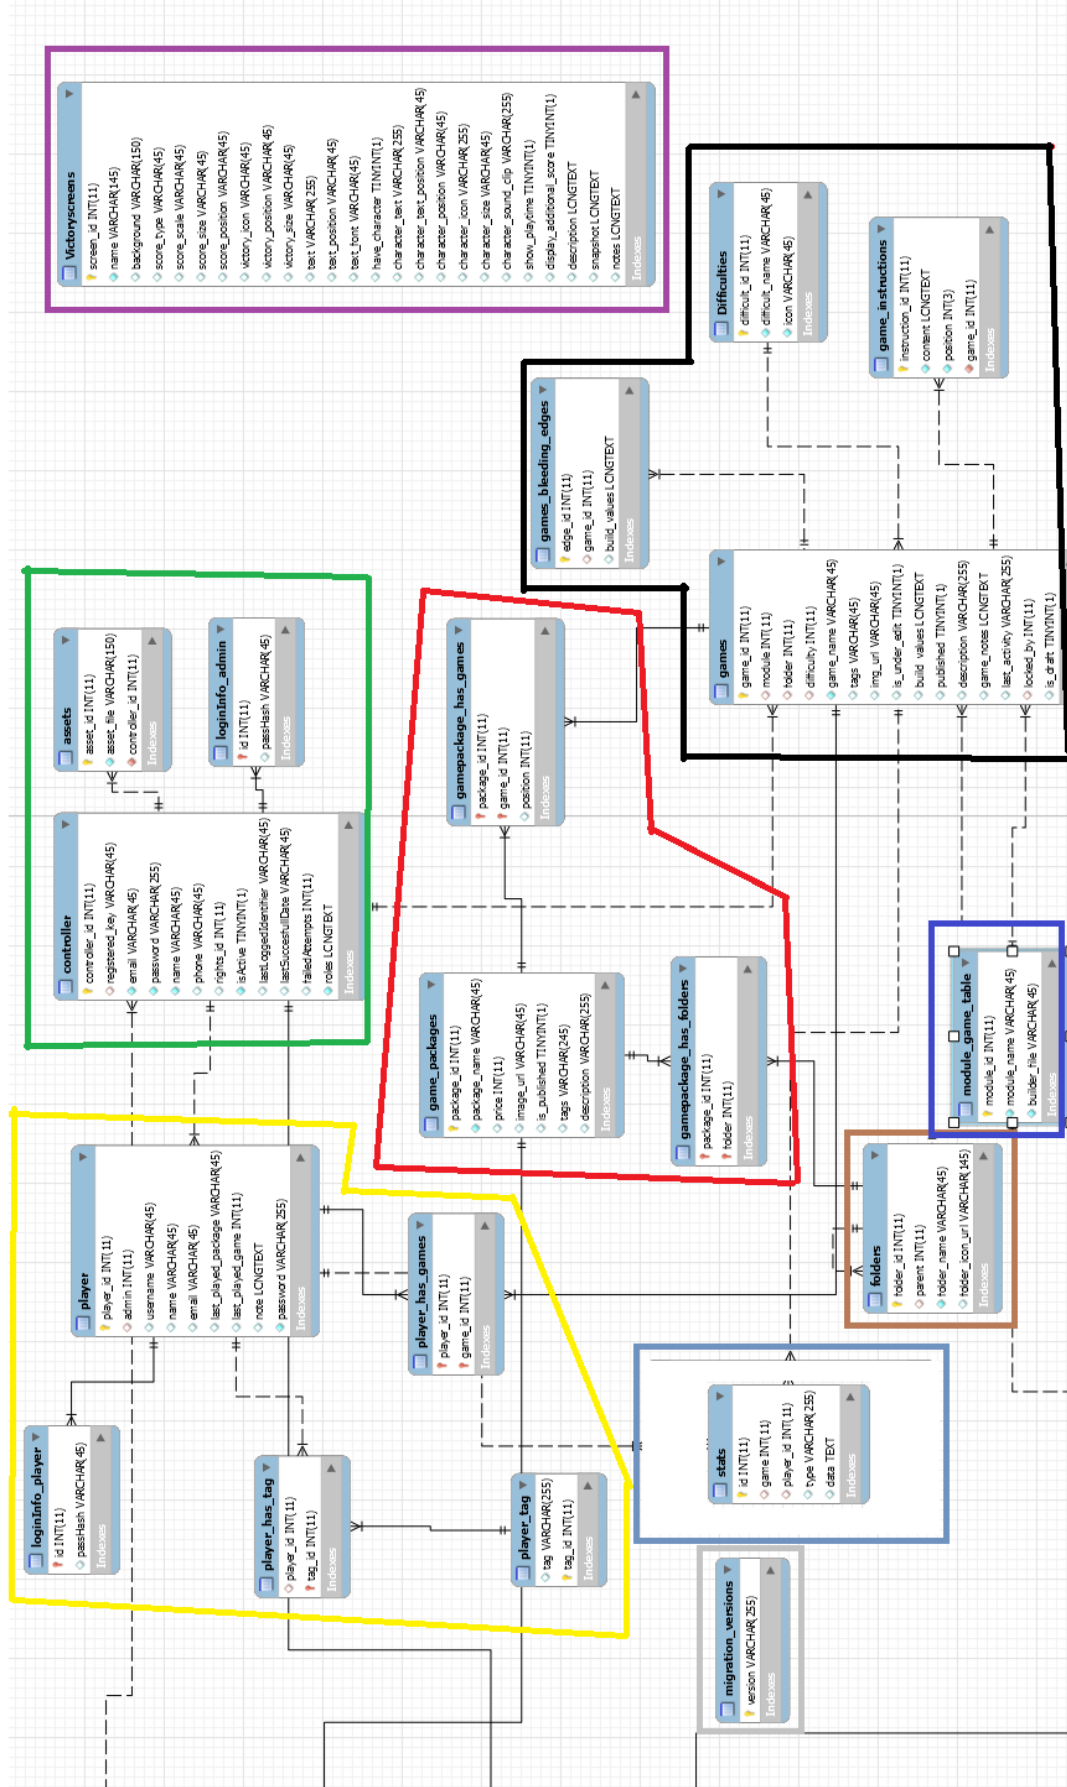 Victoryscreens
screen_id INT(11)
name VARCHAR(145)
background VARCHAR(150)
score_type VARCHAR(45)
score_scale VARCHAR(45)
score_size VARCHAR(45)
score_position VARCHAR(45)
victory_icon VARCHAR(45)
victory_position VARCHAR(45)
victory_size VARCHAR(45)
text VARCHAR(255)
text_position VARCHAR(45)
text_font VARCHAR(45)
have_character TINYINT(1)
character_text VARCHAR(255)
character_text_position VARCHAR(45)
character_position VARCHAR(45)
character_icon VARCHAR(255)
character_size VARCHAR(45)
character_sound_clip VARCHAR(255)
show_playtime TINYINT(1)
display_additional_score TINYINT(1)
description LONGTEXT
snapshot LONGTEXT
notes LONGTEXT
Indexes
Difficulties
difficult_id INT(11)
difficult_name VARCHAR(45)
icon VARCHAR(45)
Indexes
game_instructions
instruction_id INT(11)
content LONGTEXT
position INT(3)
game_id INT(11)
Indexes
games_bleeding_edges
edge_id INT(11)
game_id INT(11)
build_values LONGTEXT
Indexes
games
game_id INT(11)
module INT(11)
folder INT(11)
difficulty INT(11)
game_name VARCHAR(45)
tags VARCHAR(45)
img_url VARCHAR(45)
is_under_edit TINYINT(1)
build_values LONGTEXT
published TINYINT(1)
description VARCHAR(255)
game_notes LONGTEXT
last_activity VARCHAR(255)
locked_by INT(11)
is_draft TINYINT(1)
assets
asset_id INT(11)
asset_file VARCHAR(150)
controller_id INT(11)
Indexes
loginInfo_admin
id INT(11)
passHash VARCHAR(45)
Indexes
controller
controller_id INT(11)
registered_key VARCHAR(45)
email VARCHAR(45)
password VARCHAR(255)
name VARCHAR(45)
phone VARCHAR(45)
rights_id INT(11)
isActive TINYINT(1)
lastLoggedIdentifier VARCHAR(45)
lastSuccesfullDate VARCHAR(45)
failedAttempts INT(11)
roles LONGTEXT
Indexes
gamepackage_has_games
package_id INT(11)
game_id INT(11)
position INT(11)
Indexes
game_packages
package_id INT(11)
package_name VARCHAR(45)
price INT(11)
image_url VARCHAR(45)
is_published TINYINT(1)
tags VARCHAR(245)
description VARCHAR(255)
Indexes
gamepackage_has_folders
package_id INT(11)
folder INT(11)
Indexes
module_game_table
module_id INT(11)
module_name VARCHAR(45)
builder_file VARCHAR(45)
Indexes
folders
folder_id INT(11)
parent INT(11)
folder_name VARCHAR(45)
folder_icon_url VARCHAR(145)
Indexes
player
player_id INT(11)
admin INT(11)
username VARCHAR(45)
name VARCHAR(45)
email VARCHAR(45)
last_played_package VARCHAR(45)
last_played_game INT(11)
note LONGTEXT
password VARCHAR(255)
Indexes
player_has_games
player_id INT(11)
game_id INT(11)
Indexes
loginInfo_player
id INT(11)
passHash VARCHAR(45)
Indexes
player_has_tag
player_id INT(11)
tag_id INT(11)
Indexes
player_tag
tag VARCHAR(255)
tag_id INT(11)
Indexes
stats
id INT(11)
game INT(11)
player_id INT(11)
type VARCHAR(255)
data TEXT
Indexes
migration_versions
version VARCHAR(255)
Indexes